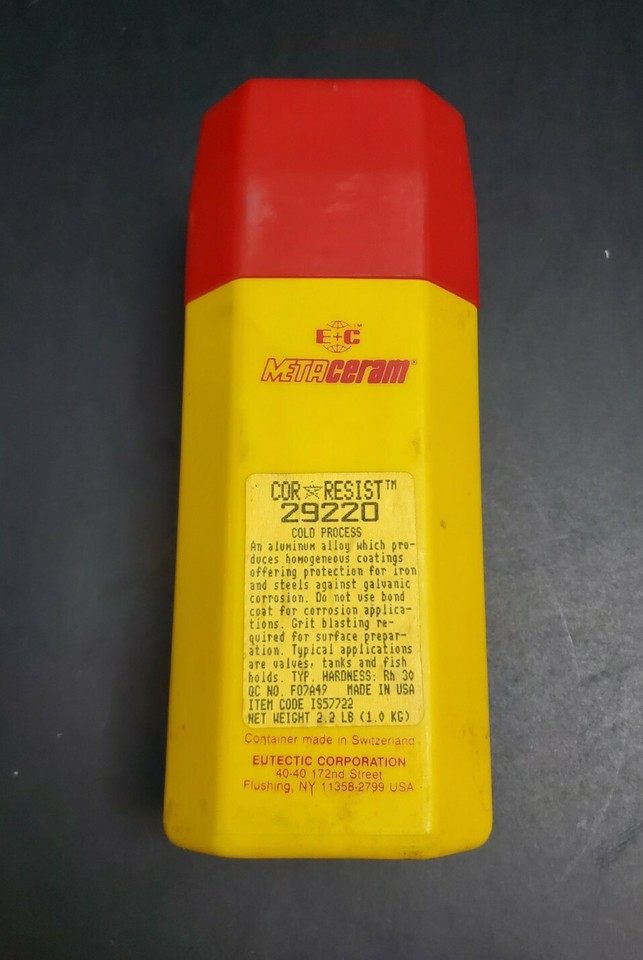 E+C™
METAceram®
COR☆RESIST™
29220
COLD PROCESS
An aluminum alloy which pro-
duces homogeneous coatings
offering protection for iron
and steels against galvanic
corrosion. Do not use bond
coat for corrosion applica-
tions. Grit blasting re-
quired for surface prepar-
ation. Typical applications
are valves, tanks and fish
holds. TYP. HARDNESS: Rh 30
QC NO. F07A49 MADE IN USA
ITEM CODE IS57722
NET WEIGHT 2.2 LB (1.0 KG)
Container made in Switzerland
EUTECTIC CORPORATION
40-40 172nd Street
Flushing, NY 11358-2799 USA